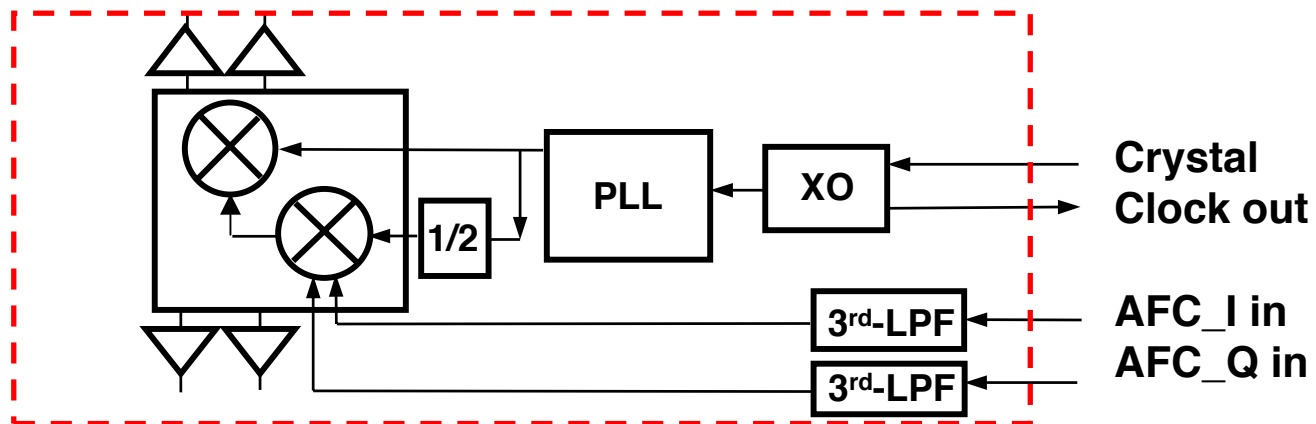 PLL
XO
1/2
Crystal
Clock out
3rd-LPF
AFC_I in
3rd-LPF
AFC_Q in